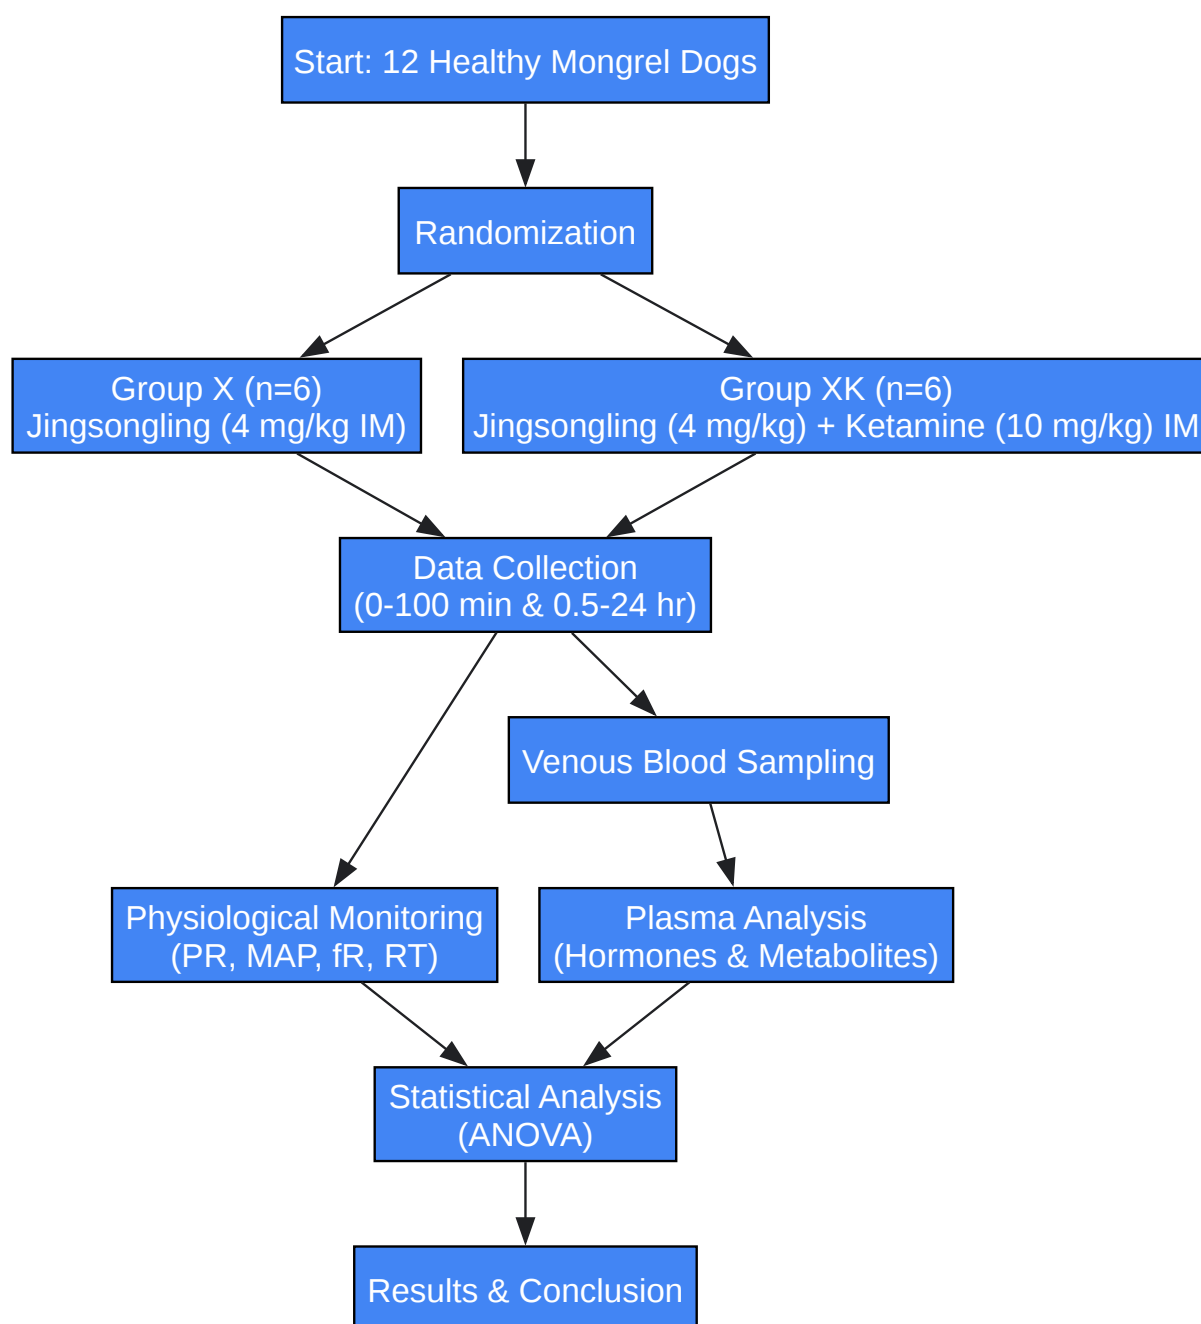 Start: 12 Healthy Mongrel Dogs
Randomization
Group X (n=6)
Jingsongling (4 mg/kg IM)
Group XK (n=6)
Jingsongling (4 mg/kg) + Ketamine (10 mg/kg) IM
Data Collection
(0-100 min & 0.5-24 hr)
Venous Blood Sampling
Physiological Monitoring
(PR, MAP, fR, RT)
Plasma Analysis
(Hormones & Metabolites)
Statistical Analysis
(ANOVA)
Results & Conclusion